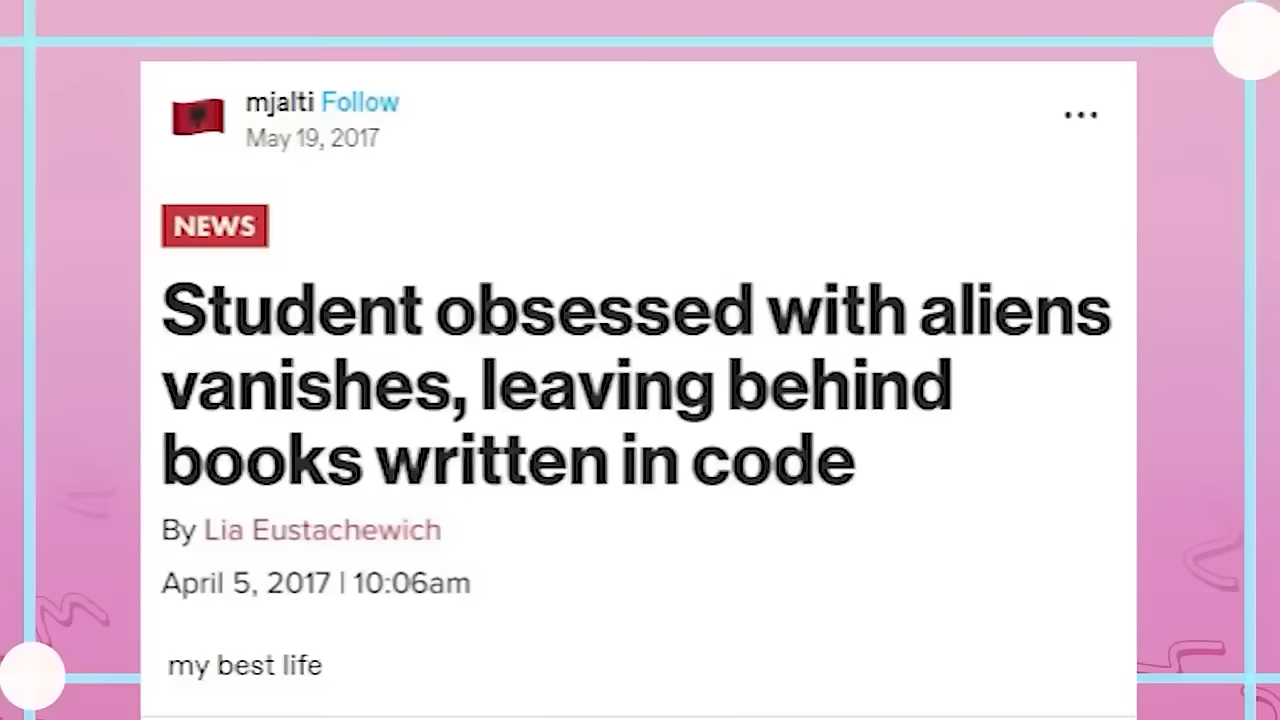 mjalti Follow
May 19, 2017
NEWS
Student obsessed with aliens
vanishes, leaving behind
books written in code
By Lia Eustachewich
April 5, 2017 | 10:06am
my best life